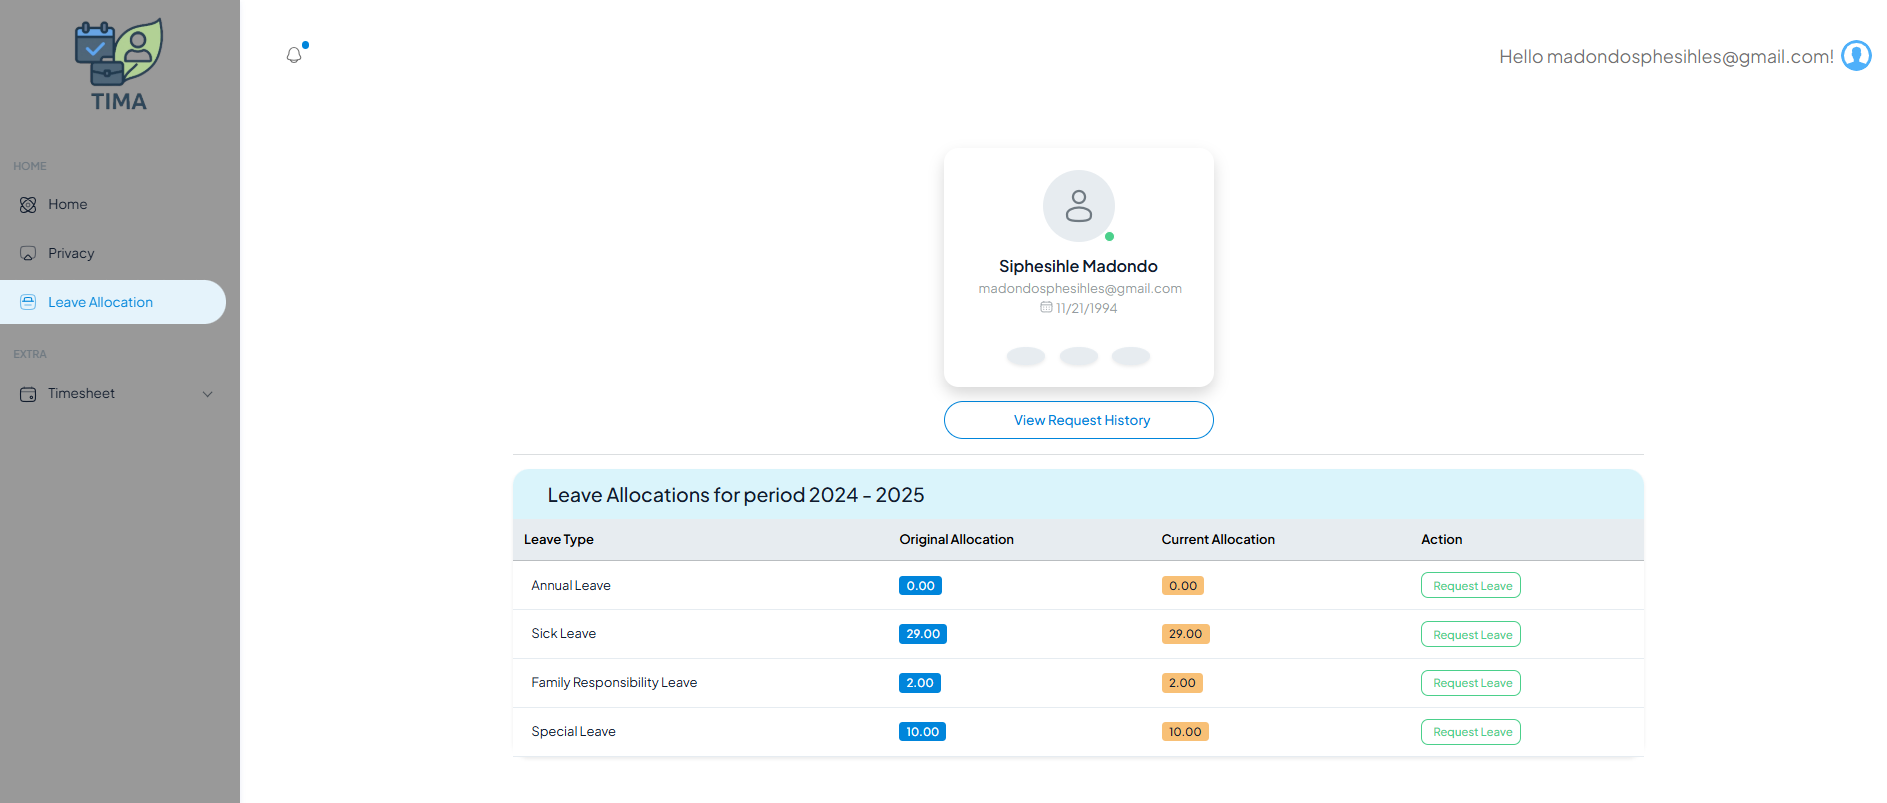 TIMA
Hello madondosphesihles@gmail.com!
HOME
Home
Privacy
Leave Allocation
EXTRA
Timesheet
Siphesihle Madondo
madondosphesihles@gmail.com
11/21/1994
View Request History
Leave Allocations for period 2024 - 2025
Leave Type Original Allocation Current Allocation Action
Annual Leave 0.00 0.00 Request Leave
Sick Leave 29.00 29.00 Request Leave
Family Responsibility Leave 2.00 2.00 Request Leave
Special Leave 10.00 10.00 Request Leave